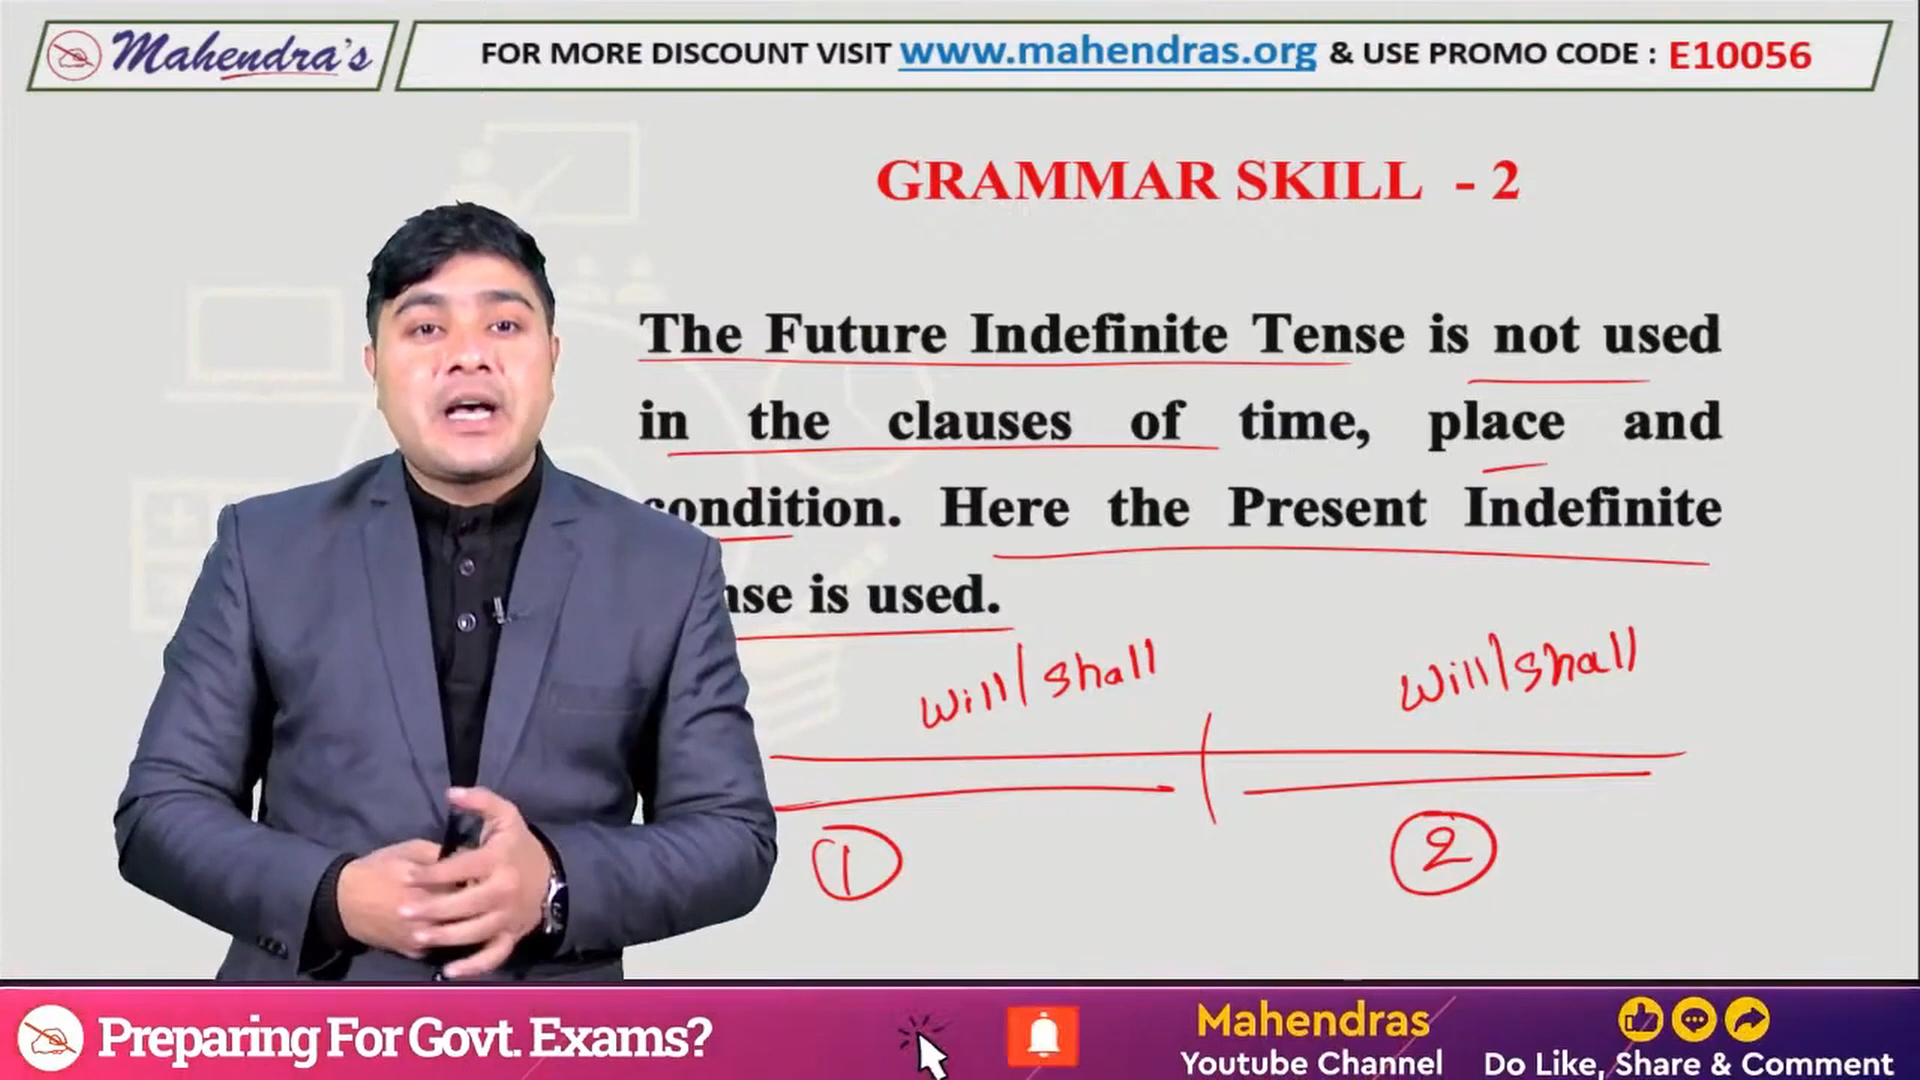 Mahendra's
FOR MORE DISCOUNT VISIT www.mahendras.org & USE PROMO CODE : E10056
GRAMMAR SKILL - 2
The Future Indefinite Tense is not used
in the clauses of time, place and
condition. Here the Present Indefinite
nse is used.
will/shall will/shall
1 2
Preparing For Govt. Exams?
Mahendras
Youtube Channel
Do Like, Share & Comment